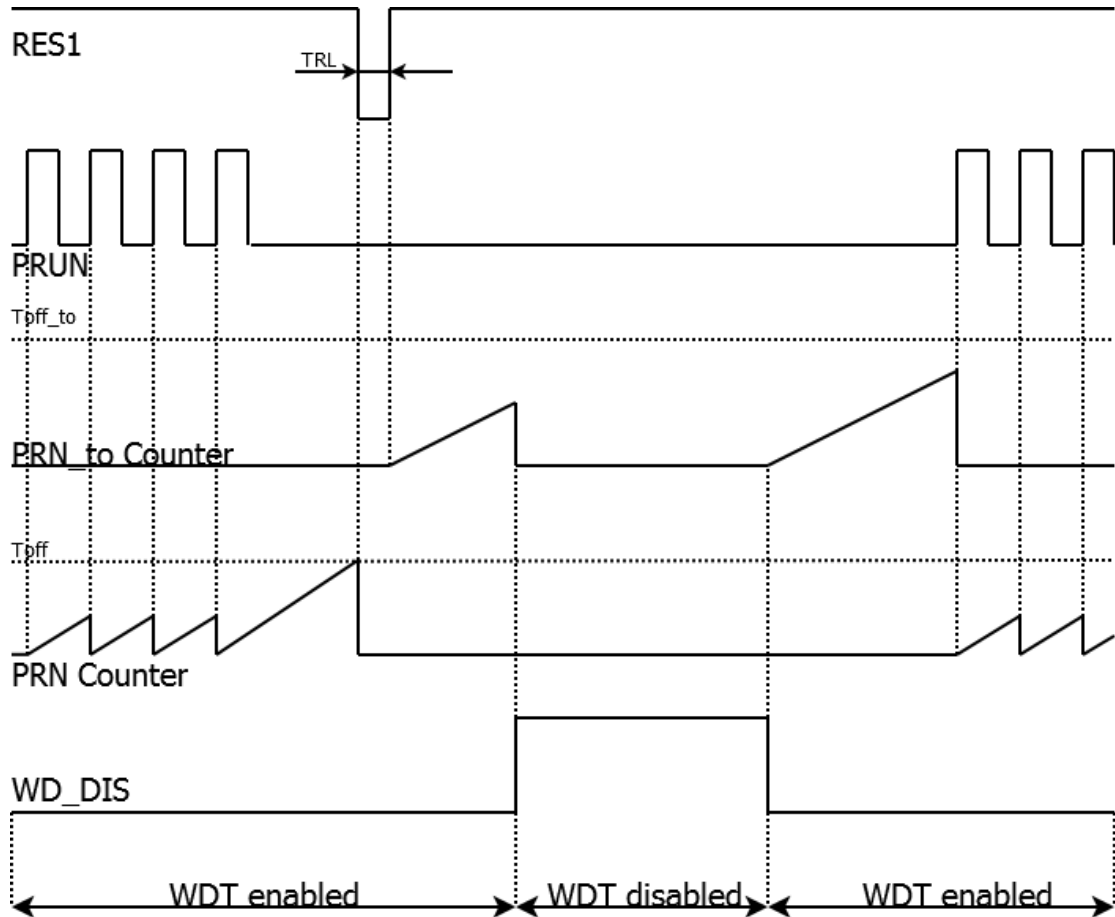 RES1
TRL
PRUN
Toff_to
PRN_to Counter
Toff
PRN Counter
WD_DIS
WDT enabled WDT disabled WDT enabled